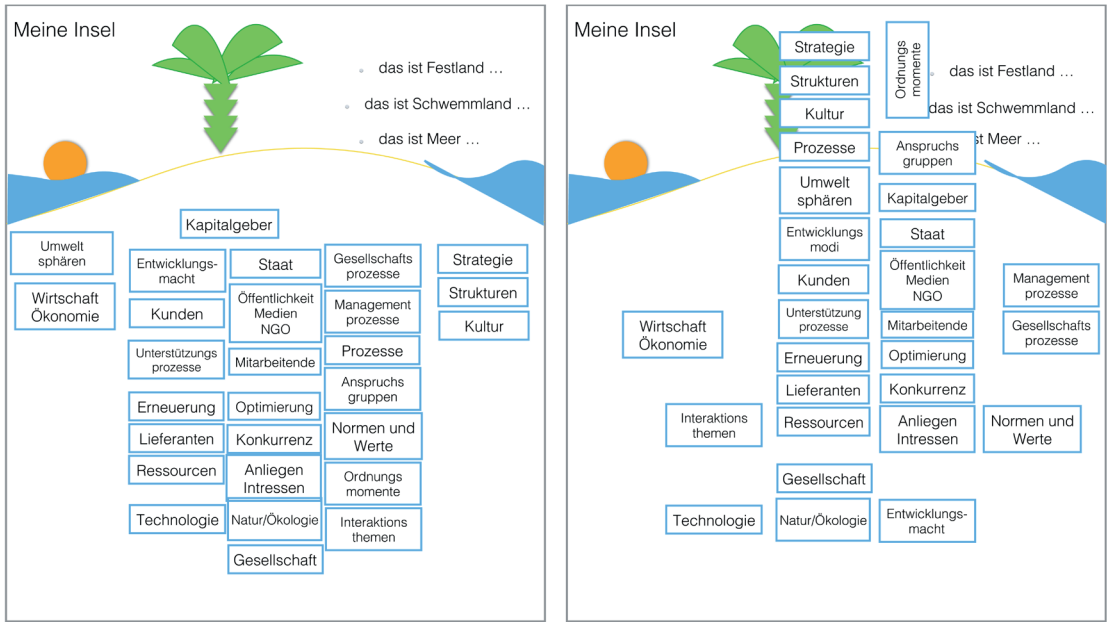 Meine Insel
das ist Festland …
das ist Schwemmland …
das ist Meer …
Kapitalgeber
Umwelt
sphären
Wirtschaft
Ökonomie
Entwicklungs-
macht
Kunden
Unterstützungs
prozesse
Erneuerung
Lieferanten
Ressourcen
Technologie
Staat
Öffentlichkeit
Medien
NGO
Mitarbeitende
Optimierung
Konkurrenz
Anliegen
Intressen
Natur/Ökologie
Gesellschaft
Gesellschafts
prozesse
Management
prozesse
Prozesse
Anspruchs
gruppen
Normen und
Werte
Ordnungs
momente
Interaktions
themen
Strategie
Strukturen
Kultur
Meine Insel
Strategie
Strukturen
Kultur
Prozesse
Umwelt
sphären
Entwicklungs
modi
Kunden
Unterstützung
prozesse
Erneuerung
Lieferanten
Ressourcen
Gesellschaft
Natur/Ökologie
Ordnungs
momente
das ist Festland …
das ist Schwemmland …
st Meer …
Anspruchs
gruppen
Kapitalgeber
Staat
Öffentlichkeit
Medien
NGO
Mitarbeitende
Optimierung
Konkurrenz
Anliegen
Intressen
Entwicklungs-
macht
Management
prozesse
Gesellschafts
prozesse
Normen und
Werte
Wirtschaft
Ökonomie
Interaktions
themen
Technologie